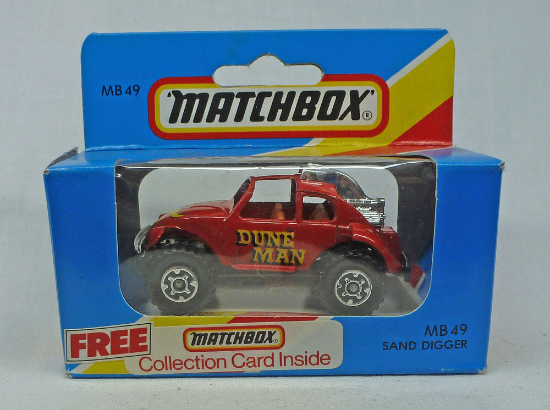 MB 49
MATCHBOX®
DUNE
MAN
MB 49
SAND DIGGER
FREE
MATCHBOX®
Collection Card Inside